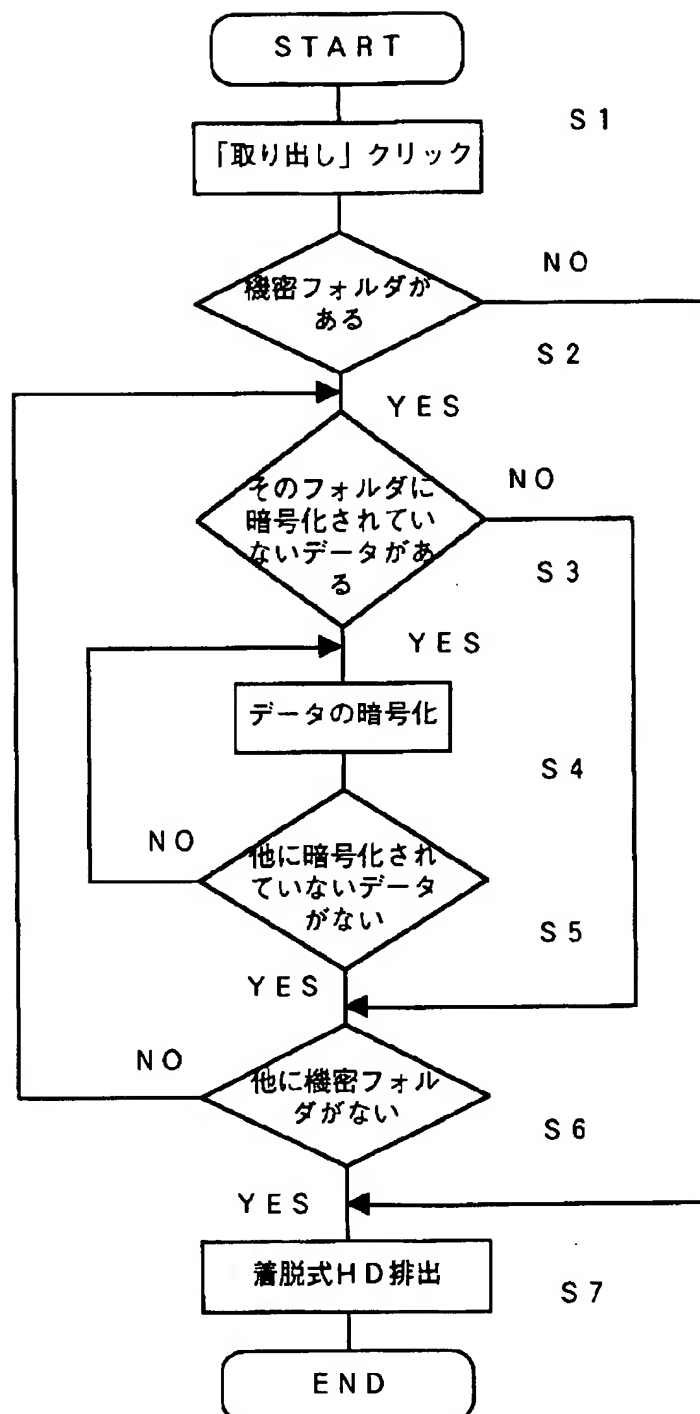 START
S1
「取り出し」クリック
NO
機密フォルダが
ある
S2
YES
そのフォルダに
暗号化されてい
ないデータがあ
る
NO
S3
YES
データの暗号化
S4
NO
他に暗号化され
ていないデータ
がない
S5
YES
NO
他に機密フォル
ダがない
S6
YES
着脱式HD排出
S7
END